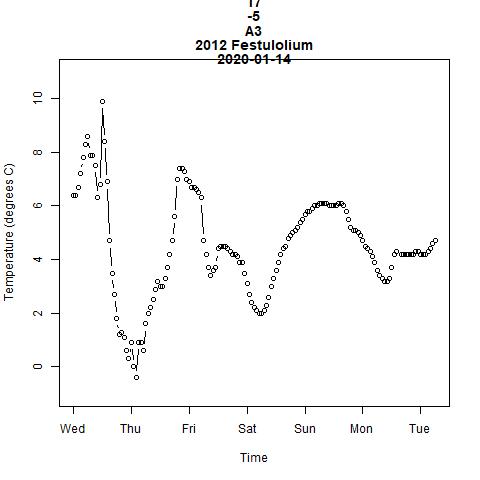 17
-5
A3
2012 Festulolium
2020-01-14
Temperature (degrees C)
10
8
6
4
2
0
Wed Thu Fri Sat Sun Mon Tue
Time